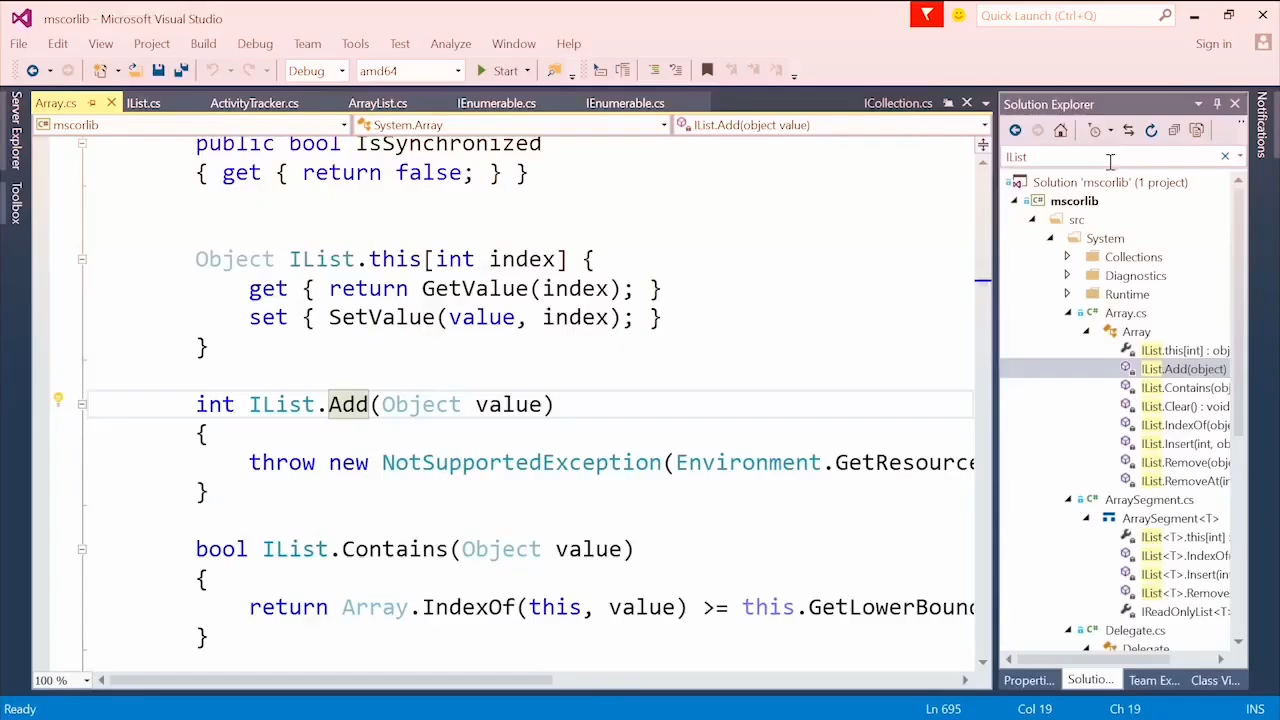 mscorlib - Microsoft Visual Studio
Quick Launch (Ctrl+Q)
File Edit View Project Build Debug Team Tools Test Analyze Window Help
Sign in
Debug amd64 Start
Array.cs IList.cs ActivityTracker.cs ArrayList.cs IEnumerable.cs IEnumerable.cs ICollection.cs
mscorlib System.Array IList.Add(object value)
Server Explorer
Toolbox
public bool IsSynchronized
{ get { return false; } }
Object IList.this[int index] {
get { return GetValue(index); }
set { SetValue(value, index); }
}
int IList.Add(Object value)
{
throw new NotSupportedException(Environment.GetResource
}
bool IList.Contains(Object value)
{
return Array.IndexOf(this, value) >= this.GetLowerBound
}
100 %
Solution Explorer
IList
Solution 'mscorlib' (1 project)
mscorlib
src
System
Collections
Diagnostics
Runtime
Array.cs
Array
IList.this[int] : obj
IList.Add(object)
IList.Contains(obj
IList.Clear() : void
IList.IndexOf(obje
IList.Insert(int, ob
IList.Remove(obj
IList.RemoveAt(in
ArraySegment.cs
ArraySegment<T>
IList<T>.this[int] :
IList<T>.IndexOf
IList<T>.Insert(in
IList<T>.Remove
IReadOnlyList<T>
Delegate.cs
Delegate
Properti... Solutio... Team Ex... Class Vi...
Notifications
Ready Ln 695 Col 19 Ch 19 INS